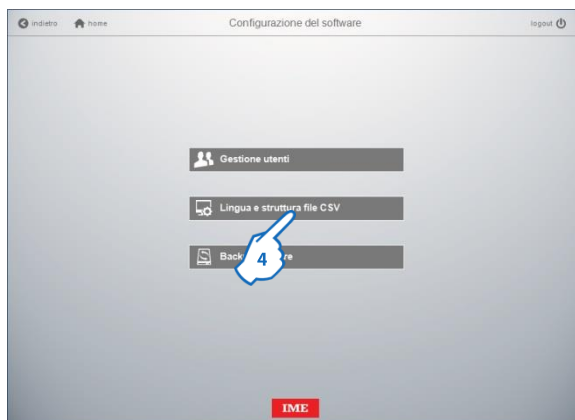 indietro home Configurazione del software logout
Gestione utenti
Lingua e struttura file CSV
4
IME